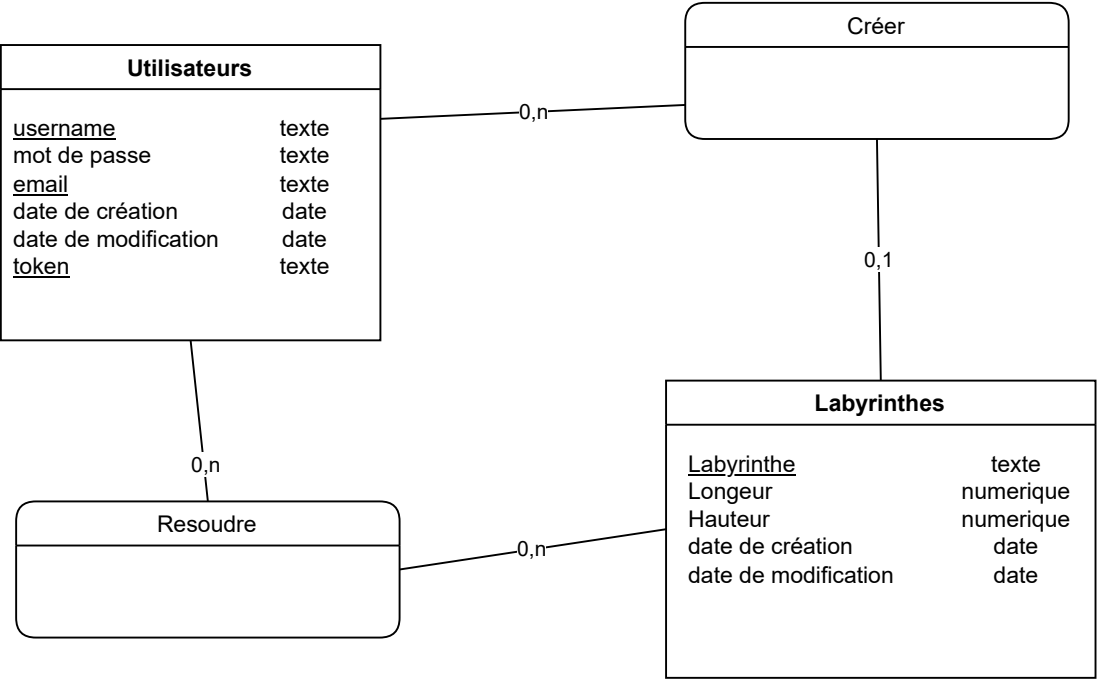 Créer
Utilisateurs
0,n
username texte
mot de passe texte
email texte
date de création date
date de modification date
token texte
0,1
Labyrinthes
0,n
Labyrinthe texte
Longeur numerique
Hauteur numerique
Resoudre
0,n
date de création date
date de modification date